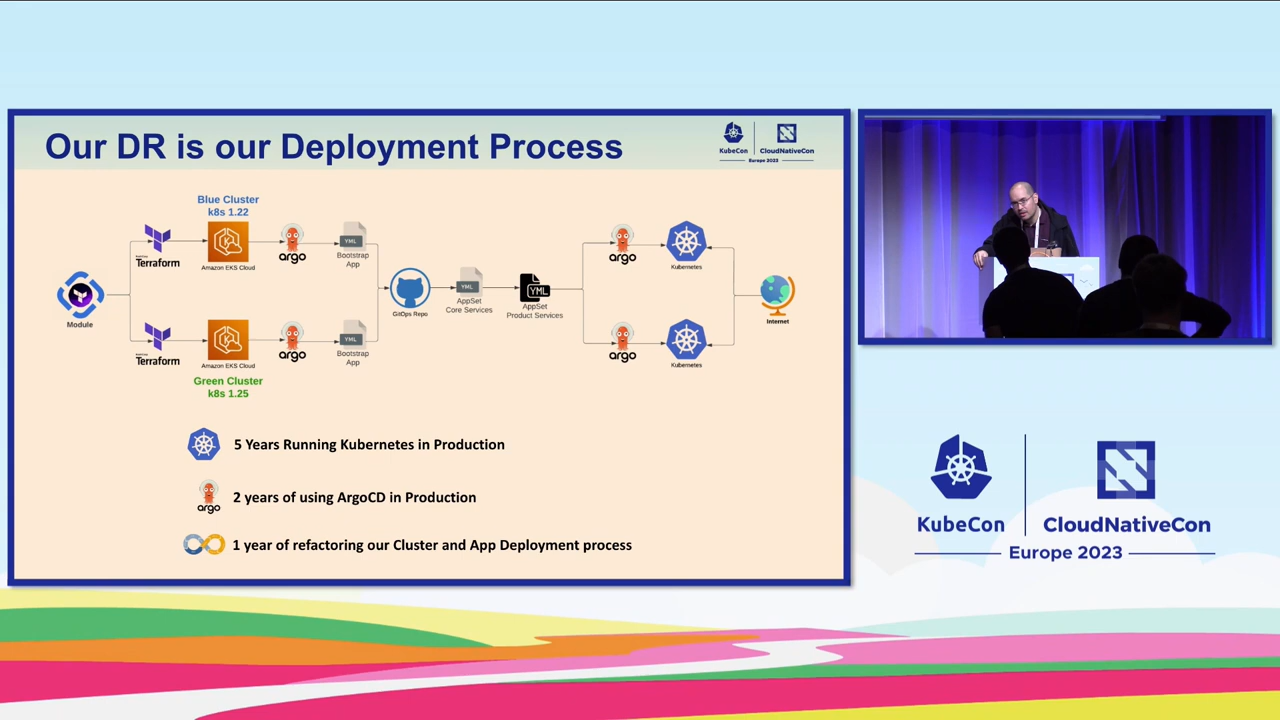 Our DR is our Deployment Process
KubeCon
CloudNativeCon
Europe 2023
Blue Cluster
k8s 1.22
Terraform
Amazon EKS Cloud
argo
YML
Bootstrap
App
argo
Kubernetes
Module
GitOps Repo
YML
AppSet
Core Services
YML
AppSet
Product Services
Internet
Terraform
Amazon EKS Cloud
argo
YML
Bootstrap
App
argo
Kubernetes
Green Cluster
k8s 1.25
5 Years Running Kubernetes in Production
argo
2 years of using ArgoCD in Production
1 year of refactoring our Cluster and App Deployment process
KubeCon
CloudNativeCon
Europe 2023